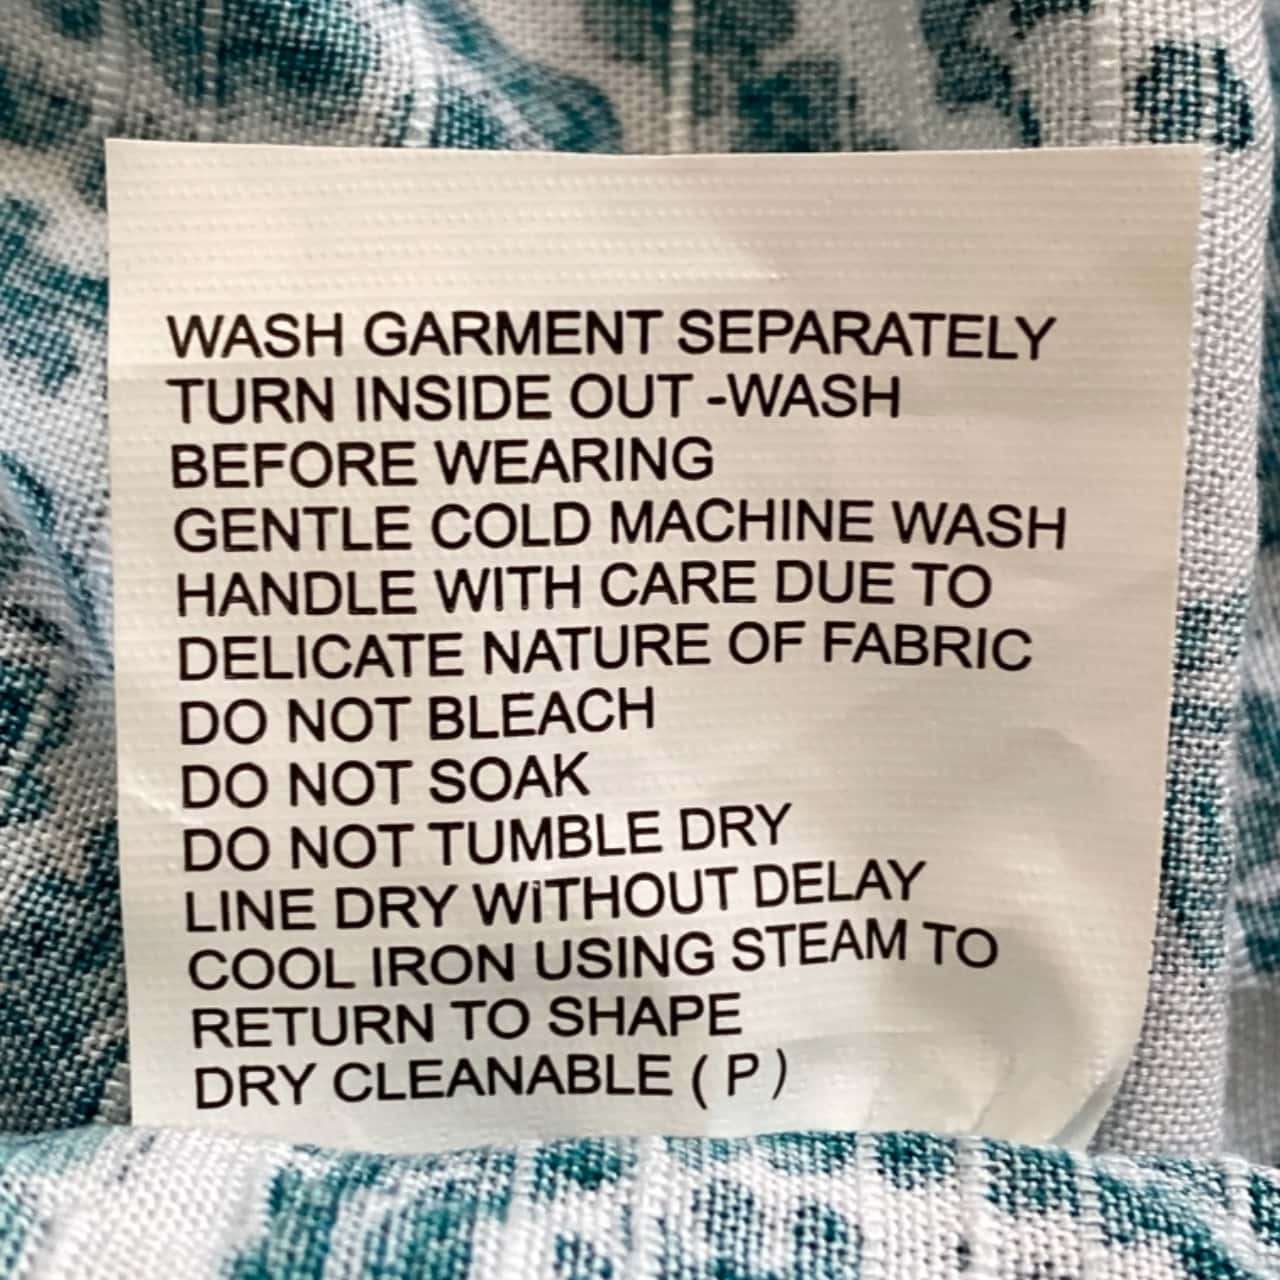 WASH GARMENT SEPARATELY
TURN INSIDE OUT -WASH
BEFORE WEARING
GENTLE COLD MACHINE WASH
HANDLE WITH CARE DUE TO
DELICATE NATURE OF FABRIC
DO NOT BLEACH
DO NOT SOAK
DO NOT TUMBLE DRY
LINE DRY WITHOUT DELAY
COOL IRON USING STEAM TO
RETURN TO SHAPE
DRY CLEANABLE ( P )